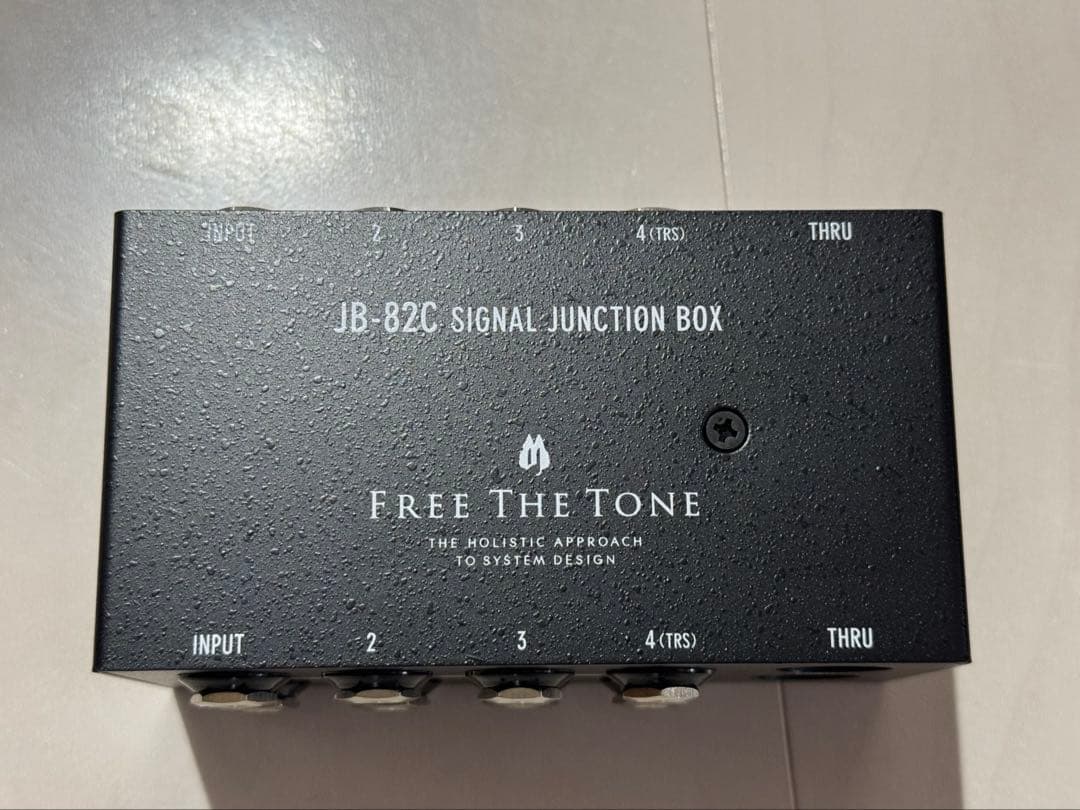 INPUT 2 3 4(TRS) THRU
JB-82C SIGNAL JUNCTION BOX
FREE THE TONE
THE HOLISTIC APPROACH
TO SYSTEM DESIGN
INPUT 2 3 4(TRS) THRU